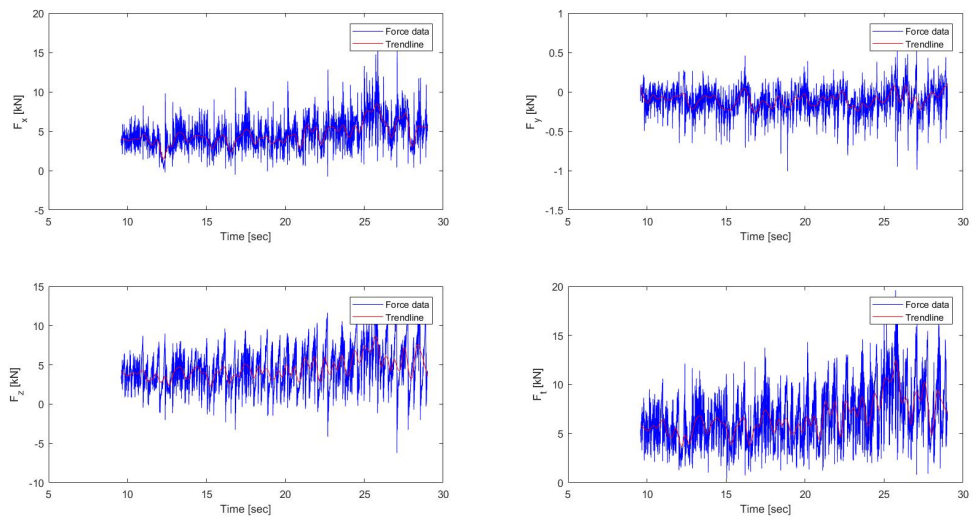 20
15
10
5
0
-5
F_x [kN]
5 10 15 20 25 30
Time [sec]
Force data
Trendline
1
0.5
0
-0.5
-1
-1.5
F_y [kN]
5 10 15 20 25 30
Time [sec]
Force data
Trendline
15
10
5
0
-5
-10
F_z [kN]
5 10 15 20 25 30
Time [sec]
Force data
Trendline
20
15
10
5
0
F_t [kN]
5 10 15 20 25 30
Time [sec]
Force data
Trendline